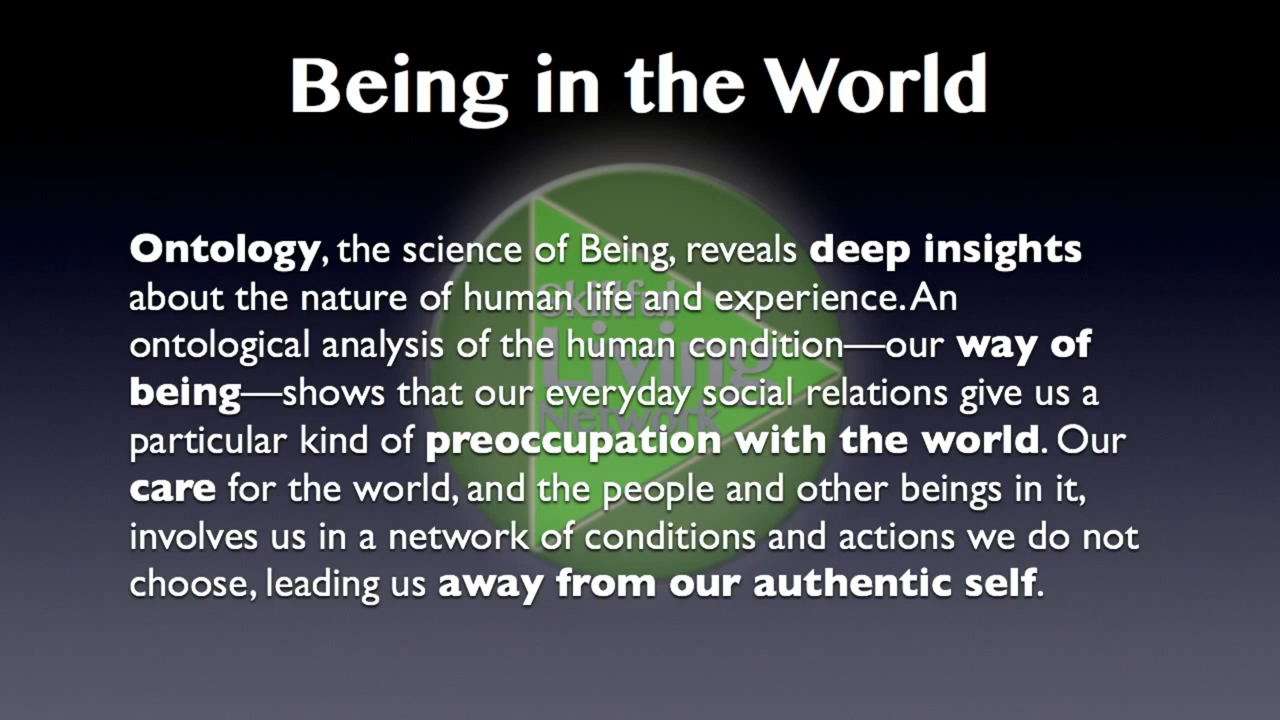 Being in the World
Ontology, the science of Being, reveals deep insights
about the nature of human life and experience. An
ontological analysis of the human condition—our way of
being—shows that our everyday social relations give us a
particular kind of preoccupation with the world. Our
care for the world, and the people and other beings in it,
involves us in a network of conditions and actions we do not
choose, leading us away from our authentic self.
Skillful
Living
Network